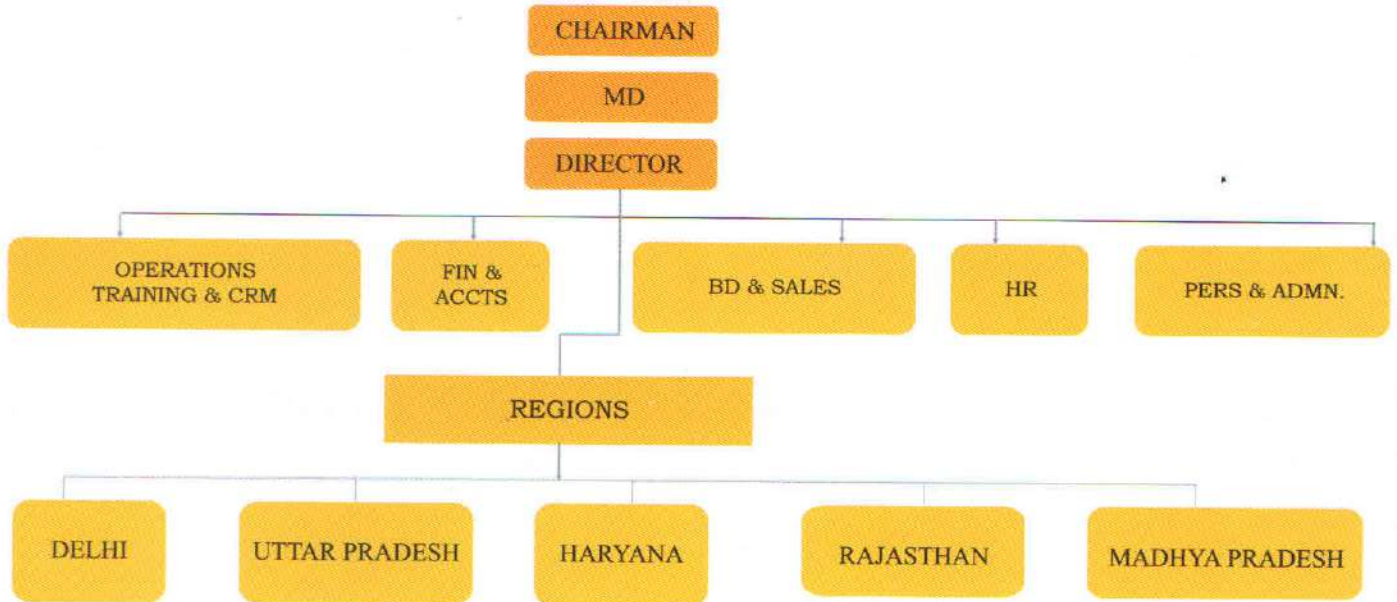 CHAIRMAN
MD
DIRECTOR
OPERATIONS
TRAINING & CRM
FIN &
ACCTS
BD & SALES
HR
PERS & ADMN.
REGIONS
DELHI
UTTAR PRADESH
HARYANA
RAJASTHAN
MADHYA PRADESH